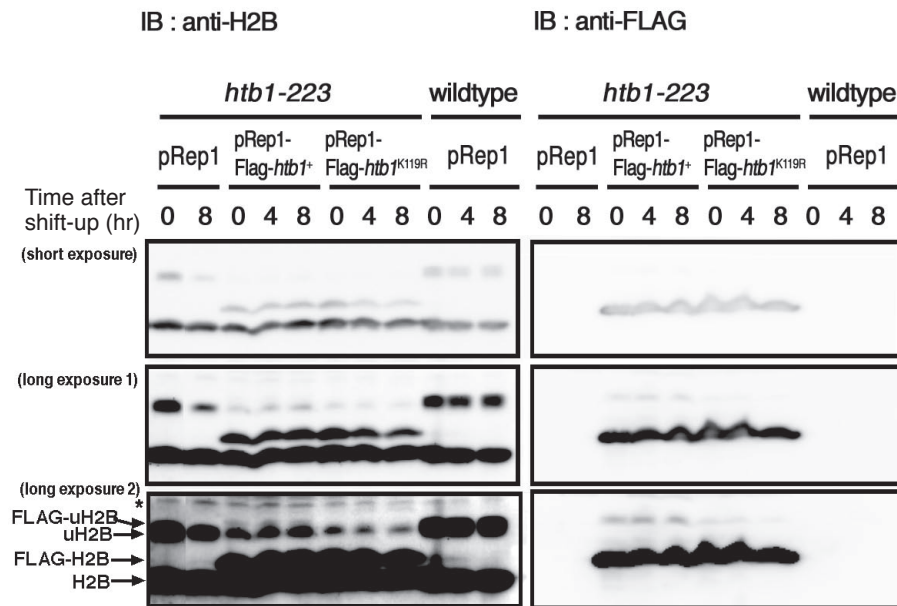 IB : anti-H2B
IB : anti-FLAG
htb1-223
wildtype
htb1-223
wildtype
pRep1
pRep1-
Flag-htb1⁺
pRep1-
Flag-htb1ᴷ¹¹⁹ᴿ
pRep1
pRep1
pRep1-
Flag-htb1⁺
pRep1-
Flag-htb1ᴷ¹¹⁹ᴿ
pRep1
Time after
shift-up (hr)
0 8 0 4 8 0 4 8 0 4 8
0 8 0 4 8 0 4 8 0 4 8
(short exposure)
(long exposure 1)
(long exposure 2)
*
FLAG-uH2B
uH2B
FLAG-H2B
H2B